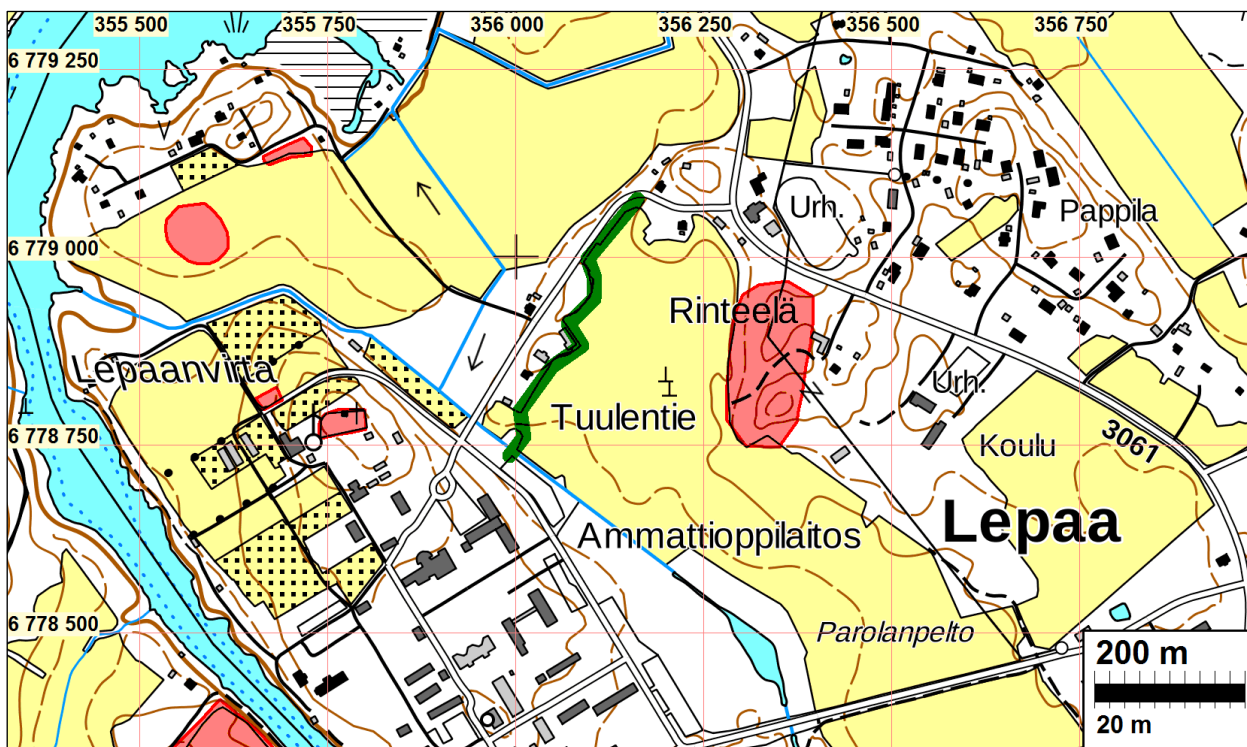 355 500
355 750
356 000
356 250
356 500
356 750
6 779 250
Urh.
Pappila
6 779 000
Rinteelä
Lepaanvirta
Urh.
Tuulentie
6 778 750
Koulu
3061
Lepaa
Ammattioppilaitos
6 778 500
Parolanpelto
200 m
20 m